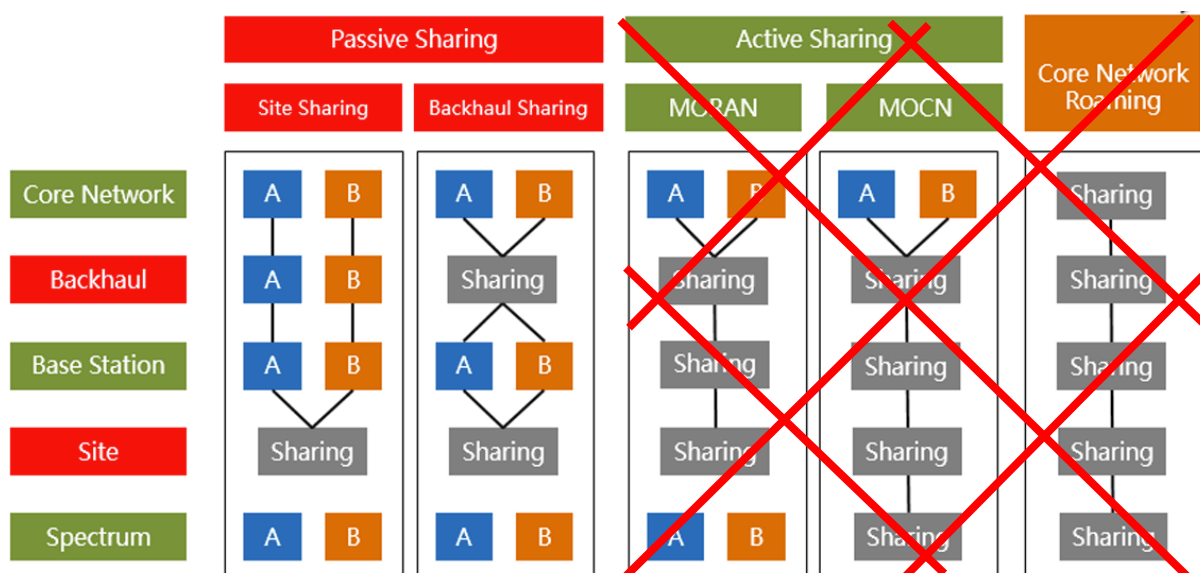 Passive Sharing
Active Sharing
Core Network
Roaming
Site Sharing
Backhaul Sharing
MORAN
MOCN
Core Network
A B
A B
A B
A B
Sharing
Backhaul
A B
Sharing
Sharing
Sharing
Sharing
Base Station
A B
A B
Sharing
Sharing
Sharing
Site
Sharing
Sharing
Sharing
Sharing
Sharing
Spectrum
A B
A B
A B
Sharing
Sharing